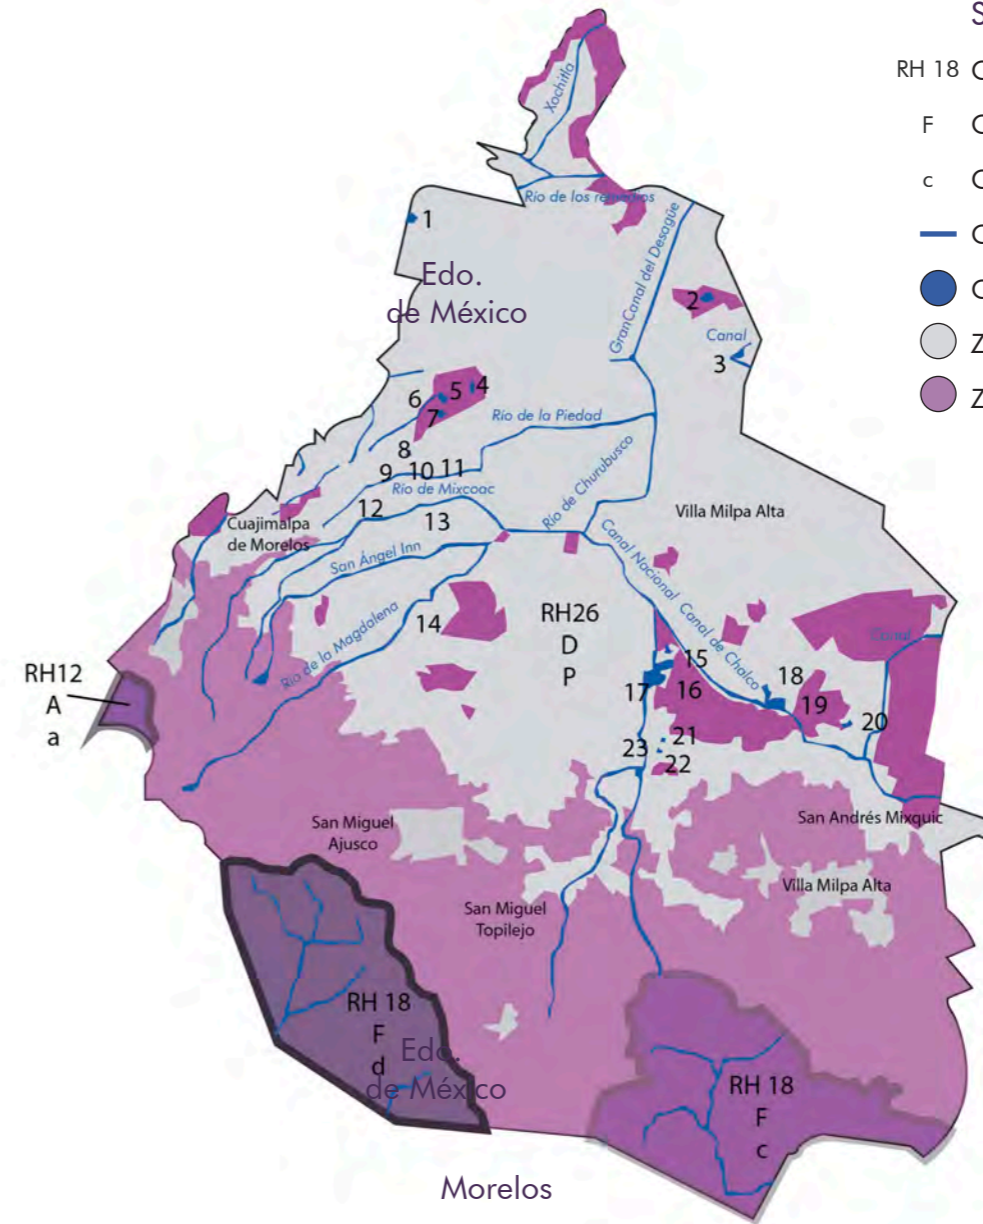 S
RH 18 C
F C
c C
C
C
Z
Z
Xochitla
Río de los remedios
1
Edo.
de México
GranCanal del Desagüe
2
Canal
3
4
5
6
7
Río de la Piedad
8
9
10
11
Río de Mixcoac
12
13
Río de Churubusco
Villa Milpa Alta
Cuajimalpa
de Morelos
San Ángel Inn
Canal Nacional
Canal de Chalco
Río de la Magdalena
14
RH26
D
P
15
16
17
18
19
20
21
22
23
Canal
RH12
A
a
San Miguel
Ajusco
San Andrés Mixquic
Villa Milpa Alta
San Miguel
Topilejo
RH 18
F
d
Edo.
de México
RH 18
F
c
Morelos